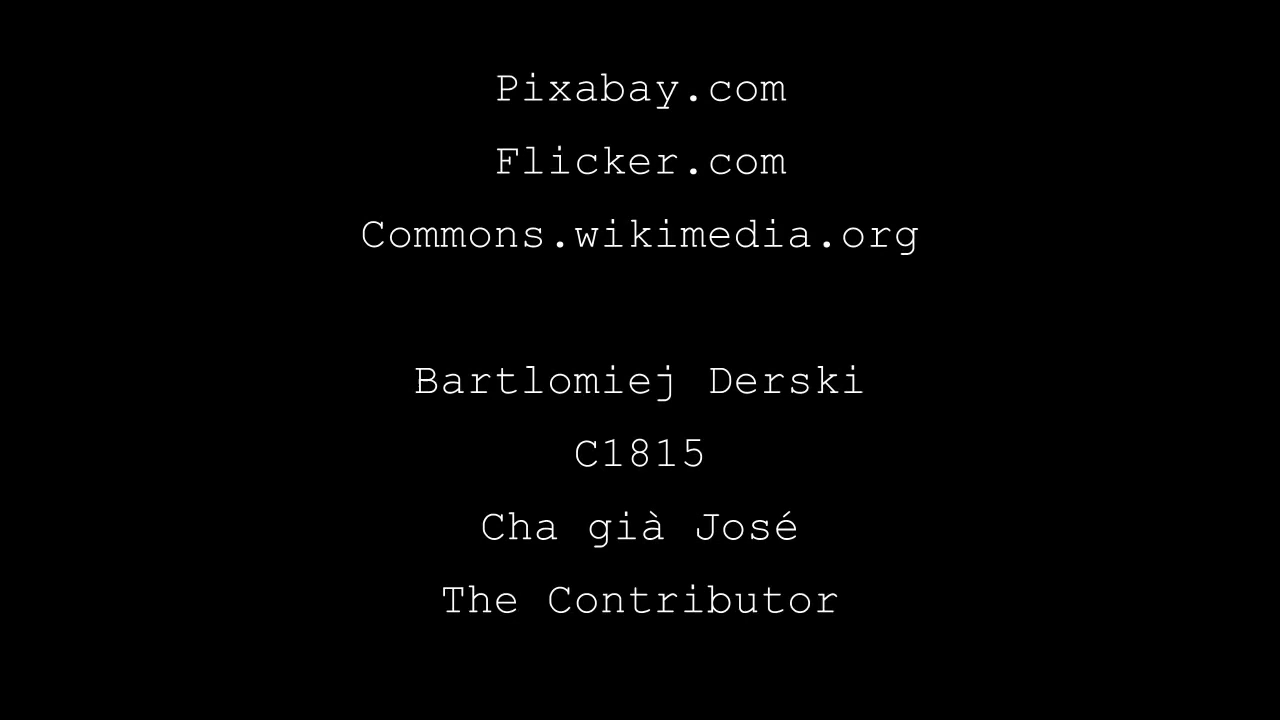 Pixabay.com
Flicker.com
Commons.wikimedia.org
Bartlomiej Derski
C1815
Cha già José
The Contributor